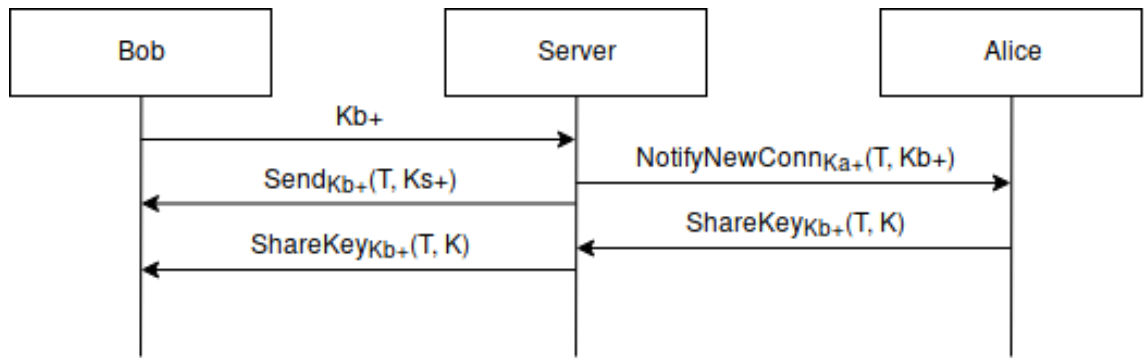 Bob
Server
Alice
Kb+
NotifyNewConnKa+(T, Kb+)
SendKb+(T, Ks+)
ShareKeyKb+(T, K)
ShareKeyKb+(T, K)